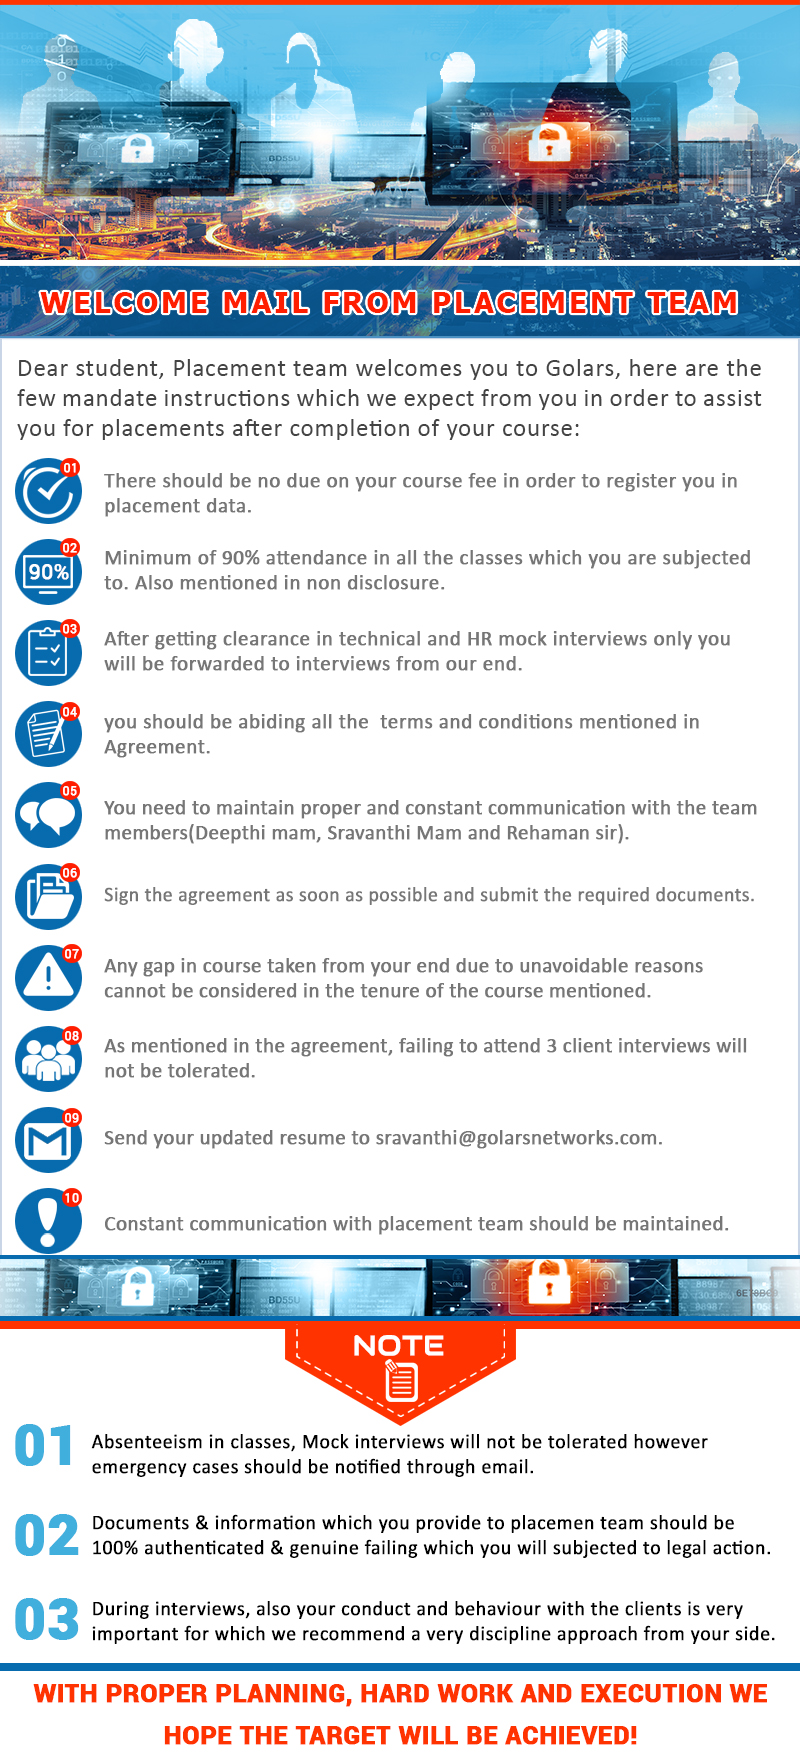 WELCOME MAIL FROM PLACEMENT TEAM
Dear student, Placement team welcomes you to Golars, here are the
few mandate instructions which we expect from you in order to assist
you for placements after completion of your course:
01
There should be no due on your course fee in order to register you in
placement data.
02
90%
Minimum of 90% attendance in all the classes which you are subjected
to. Also mentioned in non disclosure.
03
After getting clearance in technical and HR mock interviews only you
will be forwarded to interviews from our end.
04
you should be abiding all the  terms and conditions mentioned in
Agreement.
05
You need to maintain proper and constant communication with the team
members(Deepthi mam, Sravanthi Mam and Rehaman sir).
06
Sign the agreement as soon as possible and submit the required documents.
07
Any gap in course taken from your end due to unavoidable reasons
cannot be considered in the tenure of the course mentioned.
08
As mentioned in the agreement, failing to attend 3 client interviews will
not be tolerated.
09
Send your updated resume to sravanthi@golarsnetworks.com.
10
Constant communication with placement team should be maintained.
NOTE
01
Absenteeism in classes, Mock interviews will not be tolerated however
emergency cases should be notified through email.
02
Documents & information which you provide to placemen team should be
100% authenticated & genuine failing which you will subjected to legal action.
03
During interviews, also your conduct and behaviour with the clients is very
important for which we recommend a very discipline approach from your side.
WITH PROPER PLANNING, HARD WORK AND EXECUTION WE
HOPE THE TARGET WILL BE ACHIEVED!